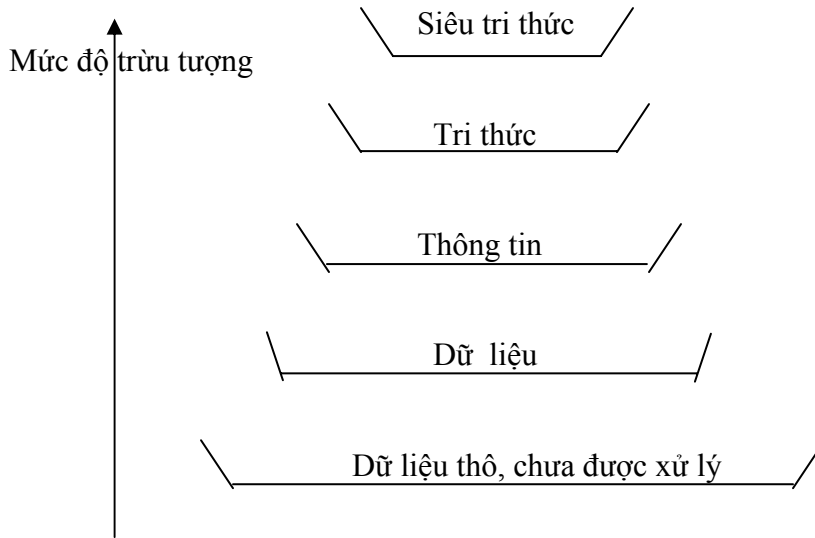 Siêu tri thức
Mức độ trừu tượng
Tri thức
Thông tin
Dữ liệu
Dữ liệu thô, chưa được xử lý